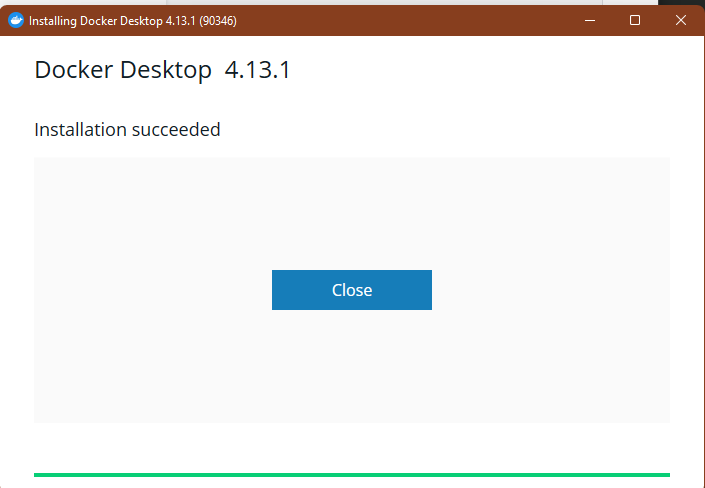 Installing Docker Desktop 4.13.1 (90346)
Docker Desktop 4.13.1
Installation succeeded
Close